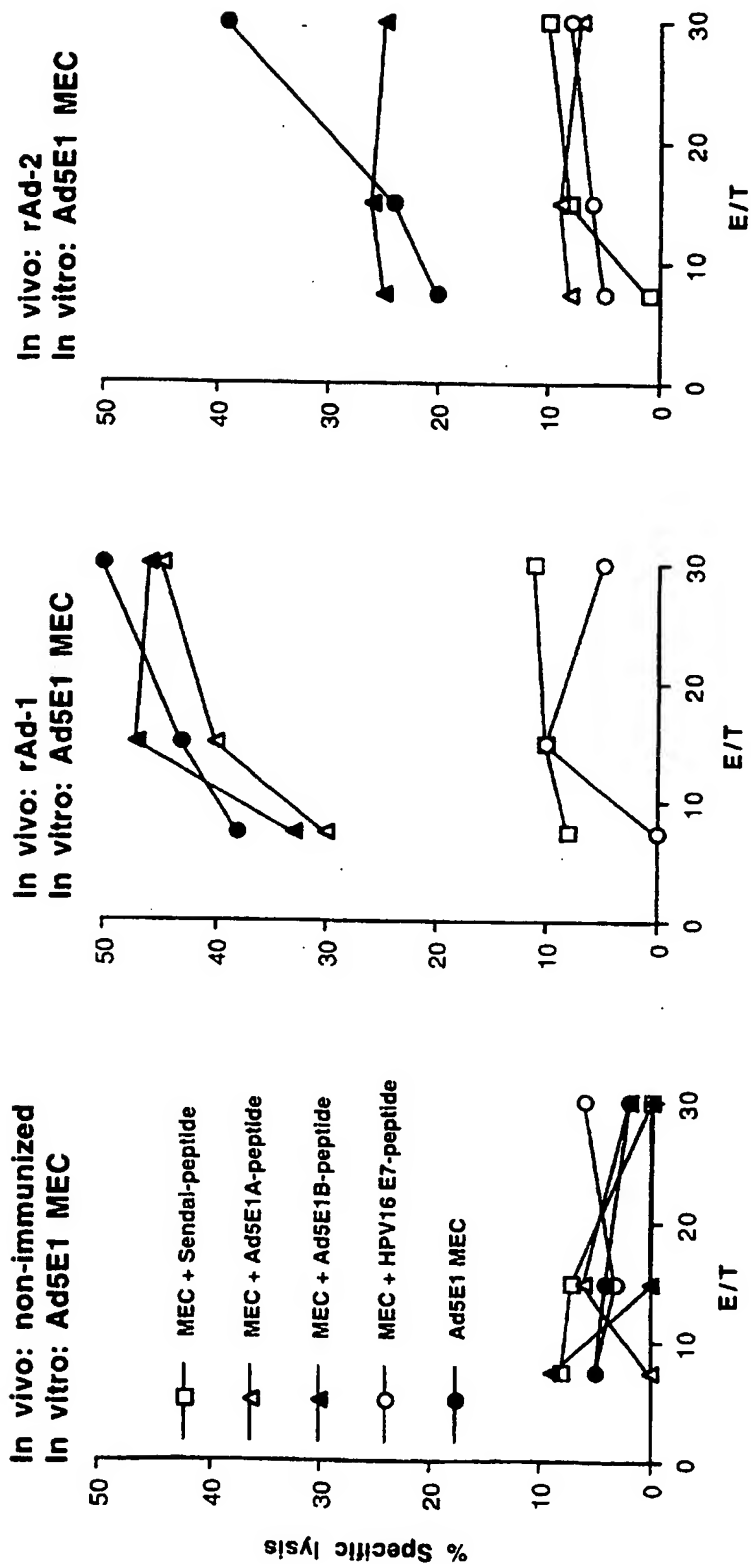 In vivo: non-immunized
In vitro: Ad5E1 MEC
% Specific lysis
50
40
30
20
10
0
MEC + Sendai-peptide
MEC + Ad5E1A-peptide
MEC + Ad5E1B-peptide
MEC + HPV16 E7-peptide
Ad5E1 MEC
0
10
20
30
E/T
In vivo: rAd-1
In vitro: Ad5E1 MEC
50
40
30
20
10
0
0
10
20
30
E/T
In vivo: rAd-2
In vitro: Ad5E1 MEC
50
40
30
20
10
0
0
10
20
30
E/T